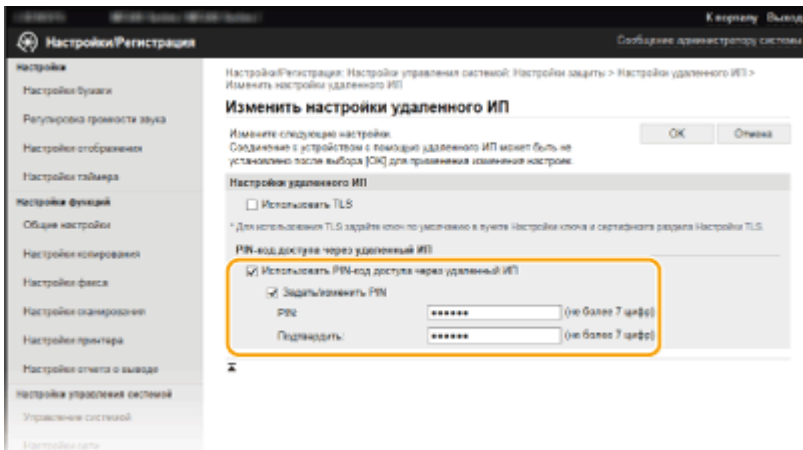 К порталу Выход
Настройки/Регистрация
Сообщение администратору системы
Настройка
Настройки бумаги
Регулировка громкости звука
Настройки отображения
Настройки таймера
Настройки функций
Общие настройки
Настройки копирования
Настройки факса
Настройки сканирования
Настройки принтера
Настройки отчета о выводе
Настройки управления системой
Управление системой
Настройки сети
Настройки/Регистрация: Настройки управления системой: Настройки защиты > Настройки удаленного ИП >
Изменить настройки удаленного ИП
Изменить настройки удаленного ИП
Измените следующие настройки.
Соединение с устройством с помощью удаленного ИП может быть не
установлено после выбора [OK] для применения изменения настроек.
OK Отмена
Настройки удаленного ИП
Использовать TLS
* Для использования TLS задайте ключ по умолчанию в пункте Настройки ключа и сертификата раздела Настройки TLS.
PIN-код доступа через удаленный ИП
Использовать PIN-код доступа через удаленный ИП
Задать/изменить PIN
PIN: ●●●●●●● (не более 7 цифр)
Подтвердить: ●●●●●●● (не более 7 цифр)